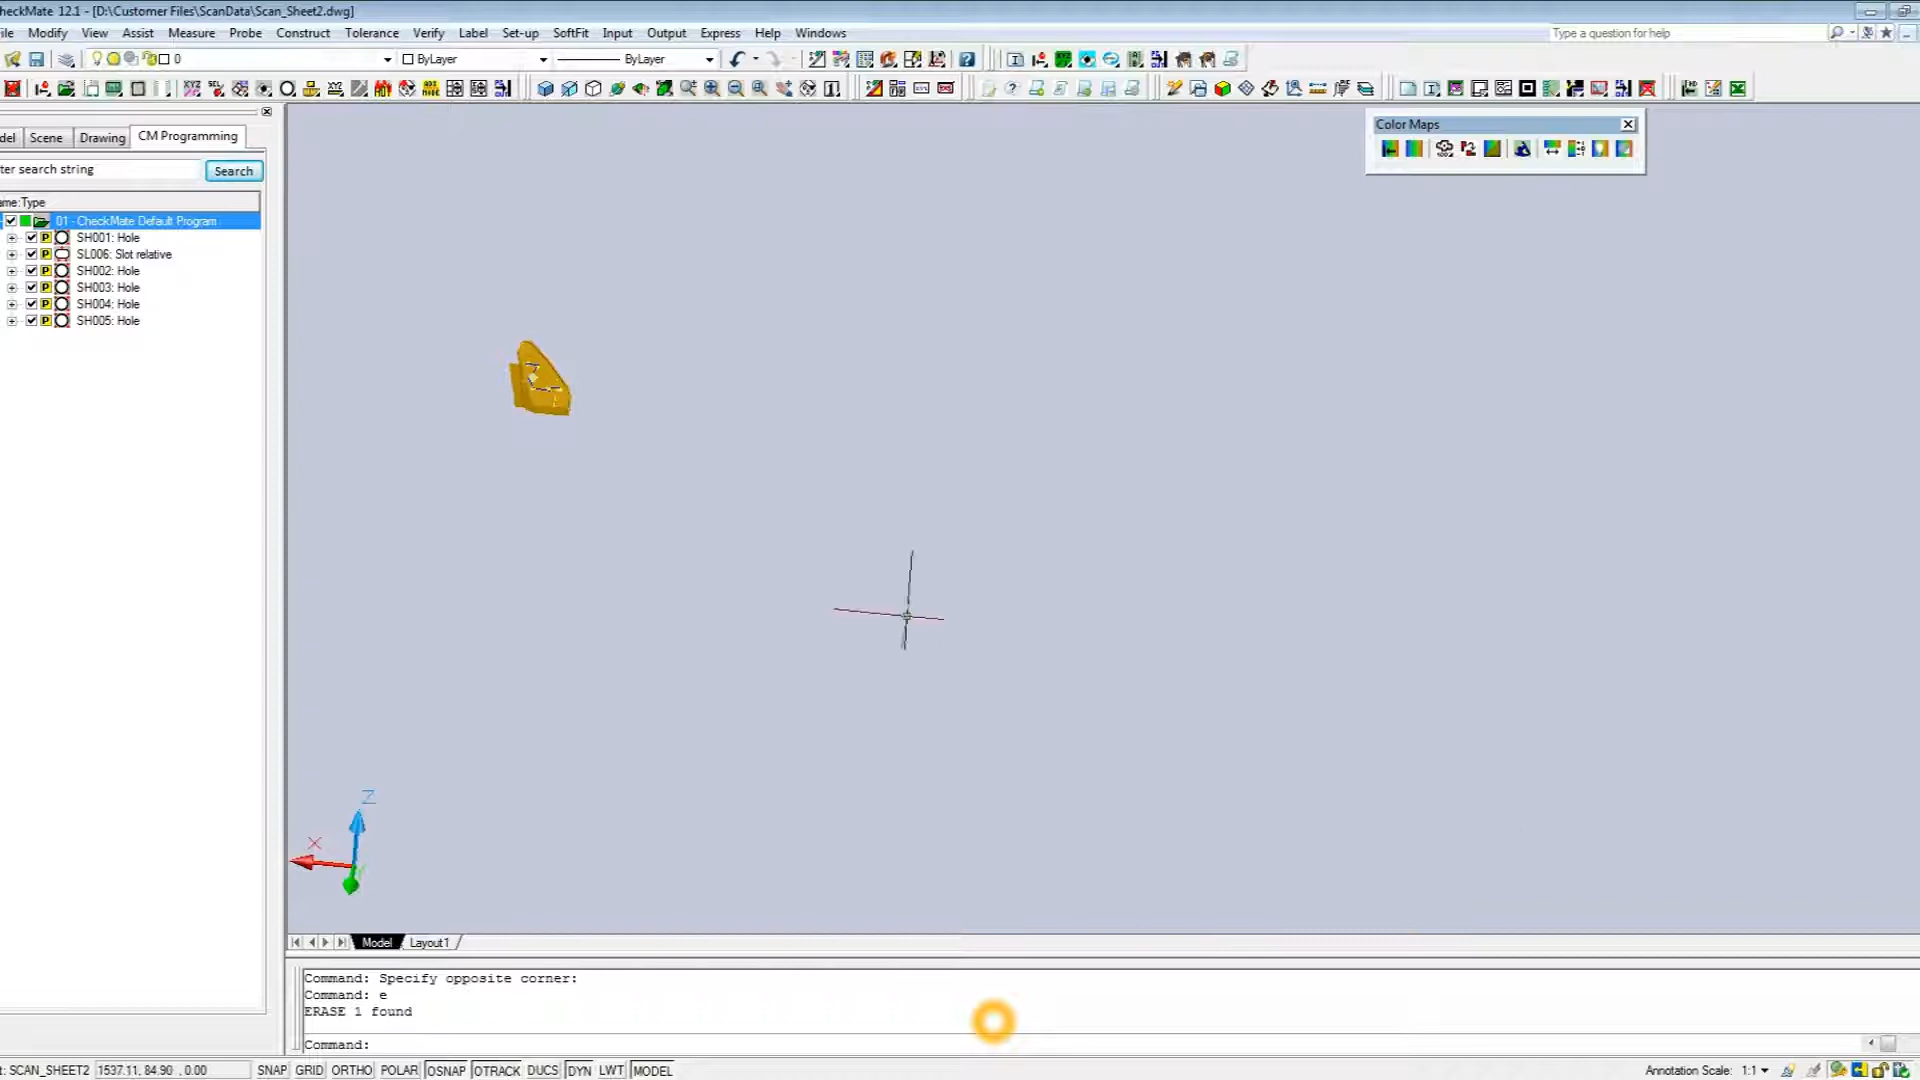 heckMate 12.1 - [D:\Customer Files\ScanData\Scan_Sheet2.dwg]
ile Modify View Assist Measure Probe Construct Tolerance Verify Label Set-up SoftFit Input Output Express Help Windows Type a question for help
0 ByLayer ByLayer
Color Maps
del Scene Drawing CM Programming
ter search string Search
ame:Type
01 - CheckMate Default Program
SH001: Hole
SL006: Slot relative
SH002: Hole
SH003: Hole
SH004: Hole
SH005: Hole
Z
X
Model Layout1
Command: Specify opposite corner:
Command: e
ERASE 1 found
Command:
t: SCAN_SHEET2 1537.11, 84.90 , 0.00 SNAP GRID ORTHO POLAR OSNAP OTRACK DUCS DYN LWT MODEL Annotation Scale: 1:1